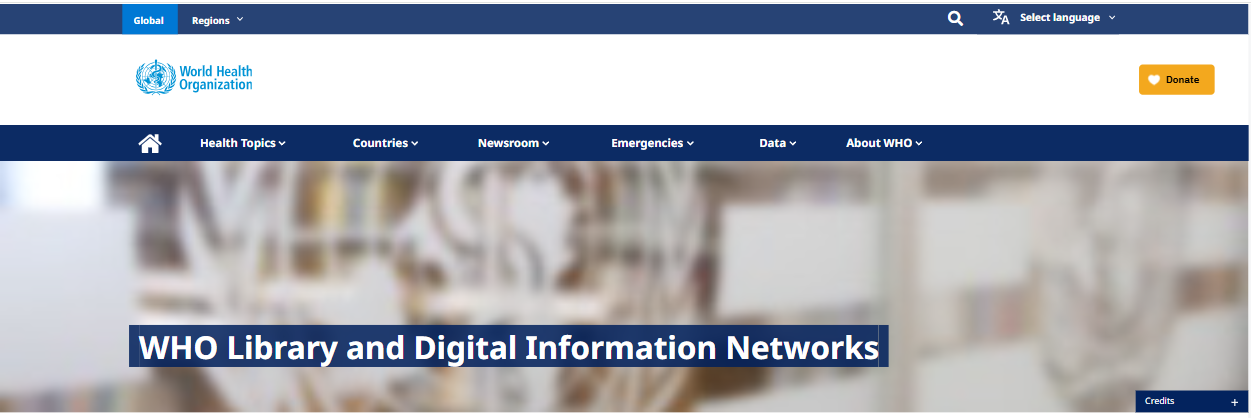 Global Regions Select language
World Health
Organization
Donate
Health Topics Countries Newsroom Emergencies Data About WHO
WHO Library and Digital Information Networks
Credits +